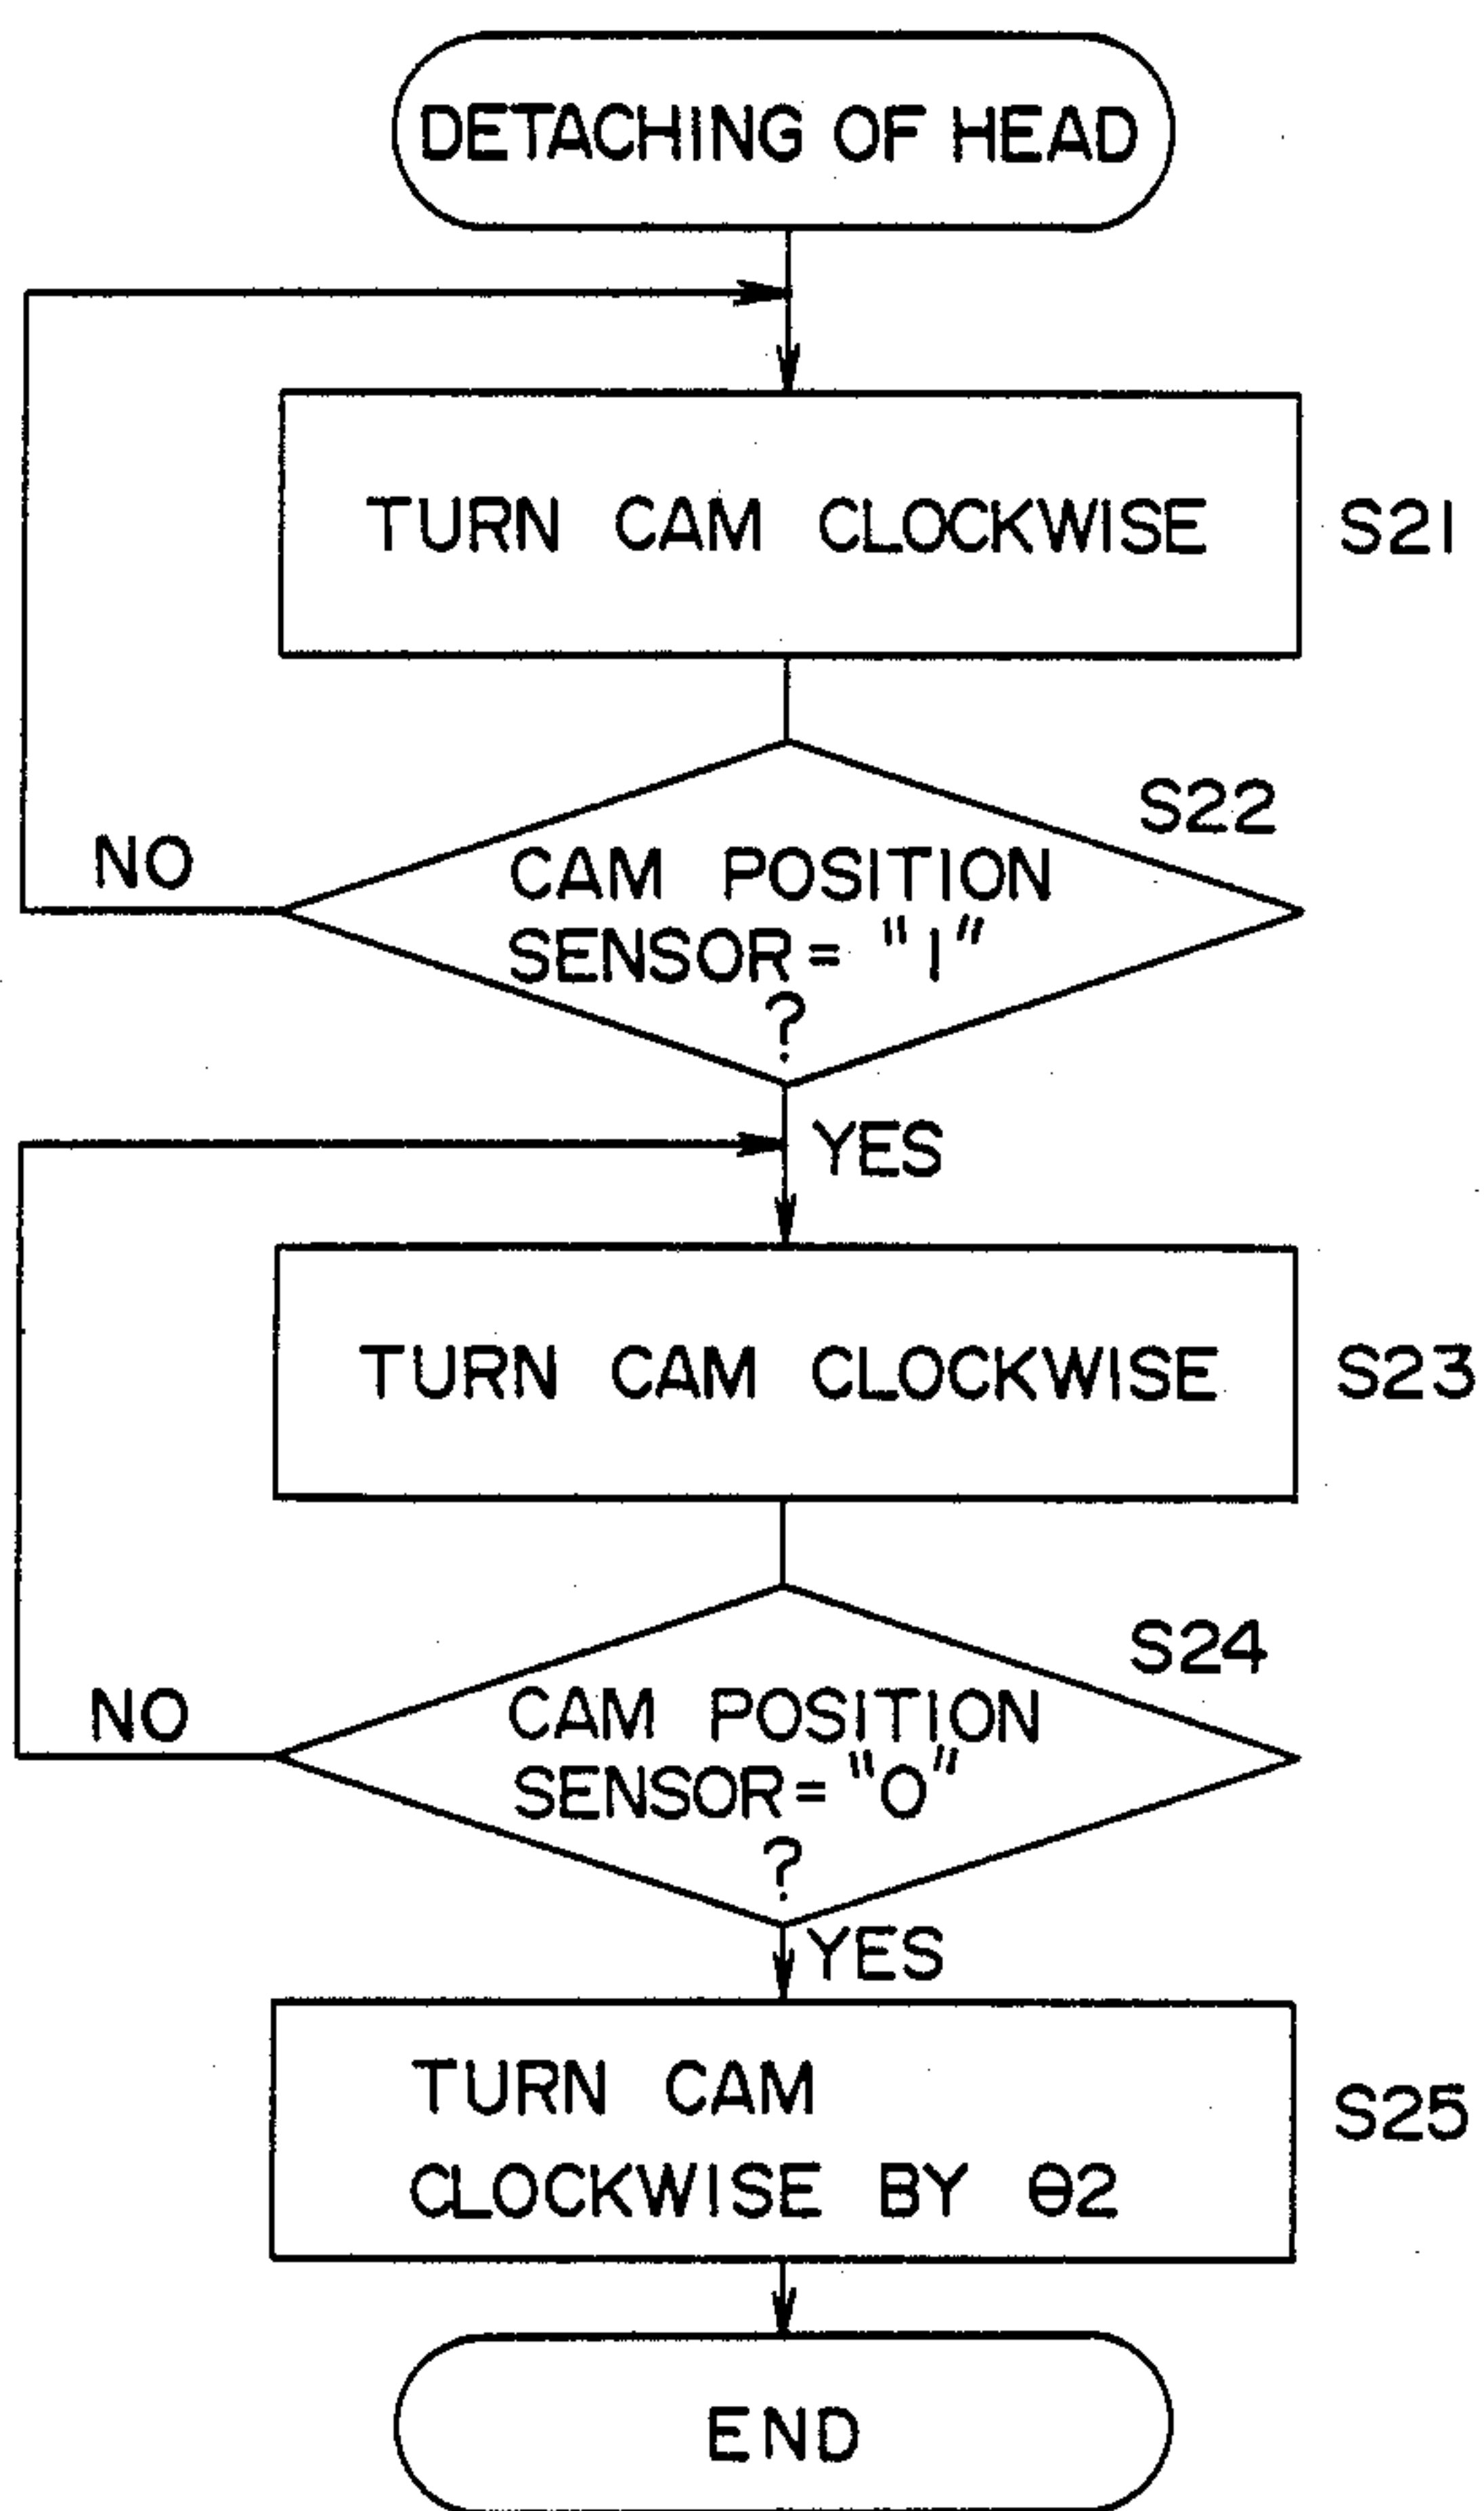 DETACHING OF HEAD
TURN CAM CLOCKWISE
S21
S22
NO
CAM POSITION
SENSOR= "1"
?
YES
TURN CAM CLOCKWISE
S23
S24
NO
CAM POSITION
SENSOR= "0"
?
YES
TURN CAM
CLOCKWISE BY θ2
S25
END